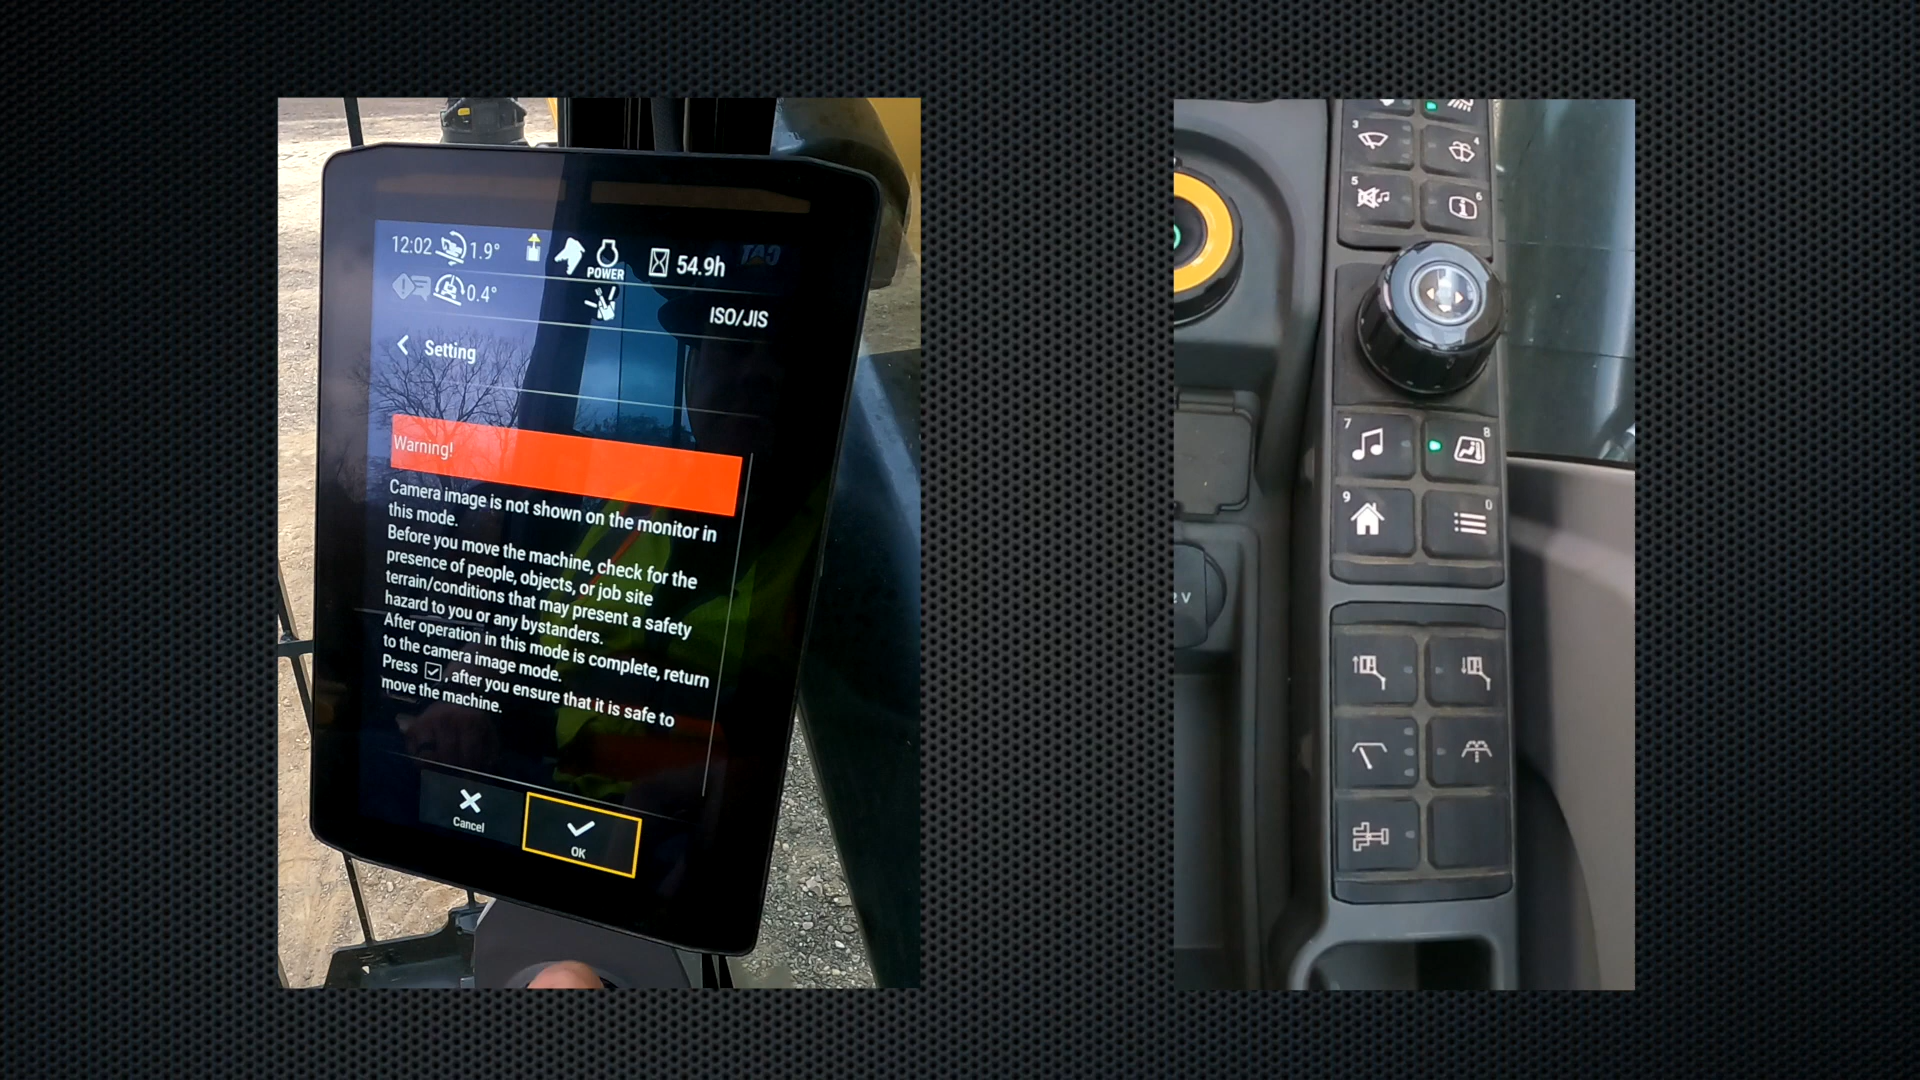 12:02
1.9°
POWER
54.9h
CAT
0.4°
ISO/JIS
Setting
Warning!
Camera image is not shown on the monitor in
this mode.
Before you move the machine, check for the
presence of people, objects, or job site
terrain/conditions that may present a safety
hazard to you or any bystanders.
After operation in this mode is complete, return
to the camera image mode.
Press ☑, after you ensure that it is safe to
move the machine.
Cancel
OK
3
4
5
6
7
8
9
0
V